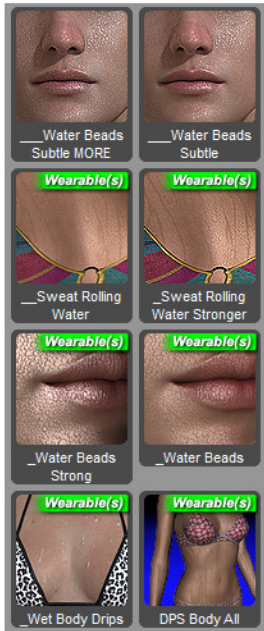 ___Water Beads
Subtle MORE
___Water Beads
Subtle
Wearable(s)
__Sweat Rolling
Water
Wearable(s)
_Sweat Rolling
Water Stronger
Wearable(s)
_Water Beads
Strong
Wearable(s)
_Water Beads
Wearable(s)
_Wet Body Drips
Wearable(s)
DPS Body All